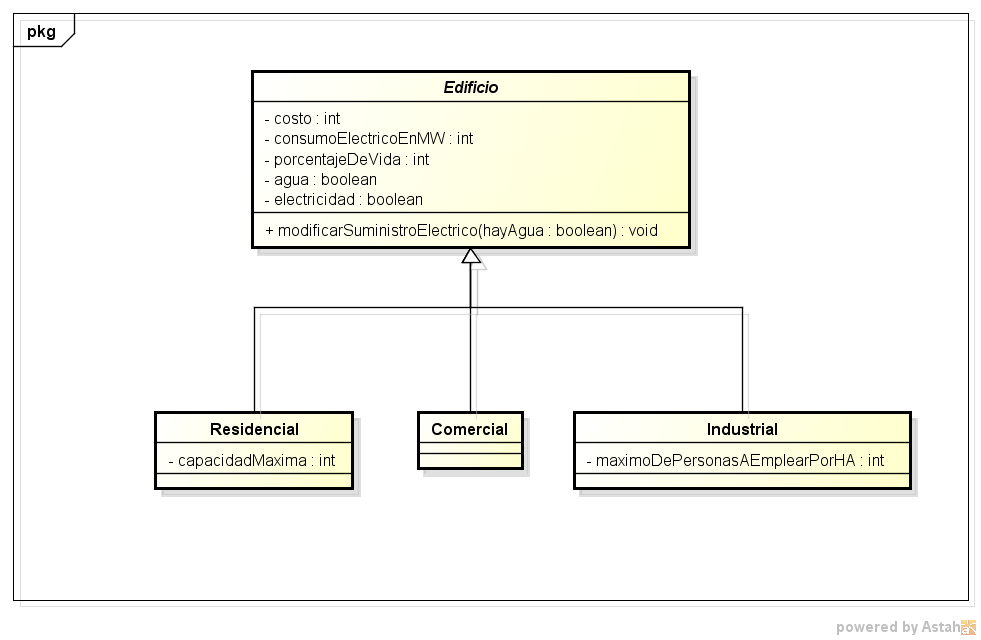 pkg
Edificio
- costo : int
- consumoElectricoEnMW : int
- porcentajeDeVida : int
- agua : boolean
- electricidad : boolean
+ modificarSuministroElectrico(hayAgua : boolean) : void
Residencial
- capacidadMaxima : int
Comercial
Industrial
- maximoDePersonasAEmplearPorHA : int
powered by Astah